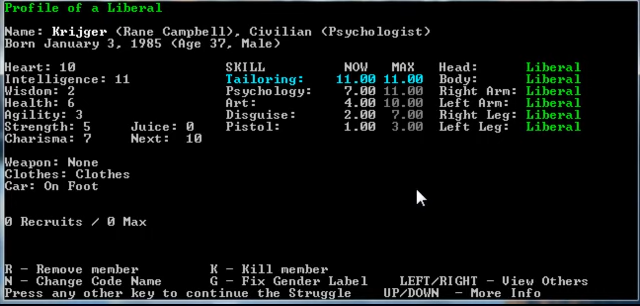 Profile of a Liberal
Name: Krijger (Rane Campbell), Civilian (Psychologist)
Born January 3, 1985 (Age 37, Male)
Heart: 10 SKILL NOW MAX Head: Liberal
Intelligence: 11 Tailoring: 11.00 11.00 Body: Liberal
Wisdom: 2 Psychology: 7.00 11.00 Right Arm: Liberal
Health: 6 Art: 4.00 10.00 Left Arm: Liberal
Agility: 3 Disguise: 2.00 7.00 Right Leg: Liberal
Strength: 5 Juice: 0 Pistol: 1.00 3.00 Left Leg: Liberal
Charisma: 7 Next: 10
Weapon: None
Clothes: Clothes
Car: On Foot
0 Recruits / 0 Max
R - Remove member K - Kill member
N - Change Code Name G - Fix Gender Label LEFT/RIGHT - View Others
Press any other key to continue the Struggle UP/DOWN - More Info